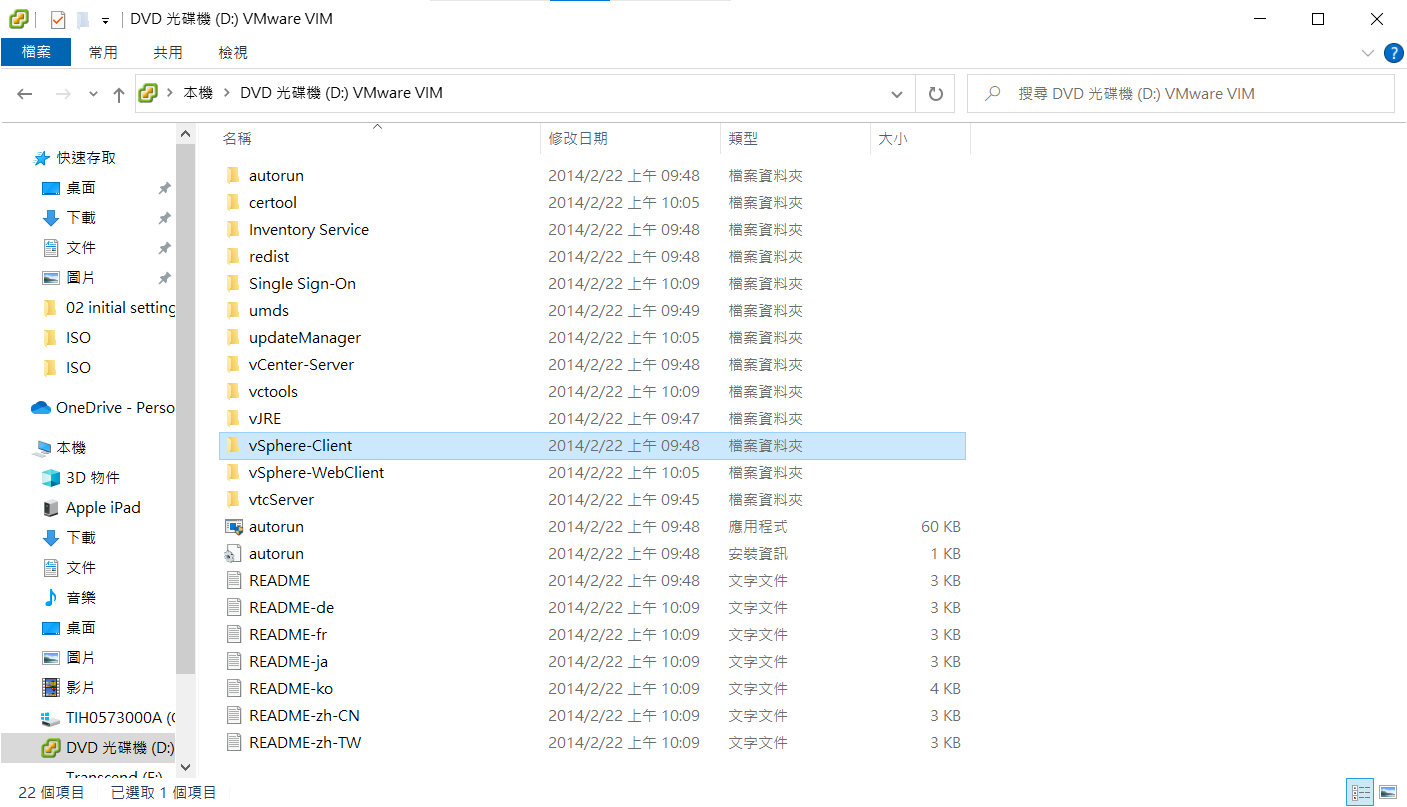 DVD 光碟機 (D:) VMware VIM
檔案 常用 共用 檢視
本機 DVD 光碟機 (D:) VMware VIM
搜尋 DVD 光碟機 (D:) VMware VIM
快速存取
桌面
下載
文件
圖片
02 initial setting
ISO
ISO
OneDrive - Perso
本機
3D 物件
Apple iPad
下載
文件
音樂
桌面
圖片
影片
TIH0573000A (C
DVD 光碟機 (D:)
Transcend (E:)
名稱 修改日期 類型 大小
autorun 2014/2/22 上午 09:48 檔案資料夾
certool 2014/2/22 上午 10:05 檔案資料夾
Inventory Service 2014/2/22 上午 09:48 檔案資料夾
redist 2014/2/22 上午 09:48 檔案資料夾
Single Sign-On 2014/2/22 上午 10:09 檔案資料夾
umds 2014/2/22 上午 09:49 檔案資料夾
updateManager 2014/2/22 上午 10:05 檔案資料夾
vCenter-Server 2014/2/22 上午 09:48 檔案資料夾
vctools 2014/2/22 上午 10:09 檔案資料夾
vJRE 2014/2/22 上午 09:47 檔案資料夾
vSphere-Client 2014/2/22 上午 09:48 檔案資料夾
vSphere-WebClient 2014/2/22 上午 10:05 檔案資料夾
vtcServer 2014/2/22 上午 09:45 檔案資料夾
autorun 2014/2/22 上午 09:48 應用程式 60 KB
autorun 2014/2/22 上午 09:48 安裝資訊 1 KB
README 2014/2/22 上午 09:48 文字文件 3 KB
README-de 2014/2/22 上午 10:09 文字文件 3 KB
README-fr 2014/2/22 上午 10:09 文字文件 3 KB
README-ja 2014/2/22 上午 10:09 文字文件 3 KB
README-ko 2014/2/22 上午 10:09 文字文件 4 KB
README-zh-CN 2014/2/22 上午 10:09 文字文件 3 KB
README-zh-TW 2014/2/22 上午 10:09 文字文件 3 KB
22 個項目 已選取 1 個項目